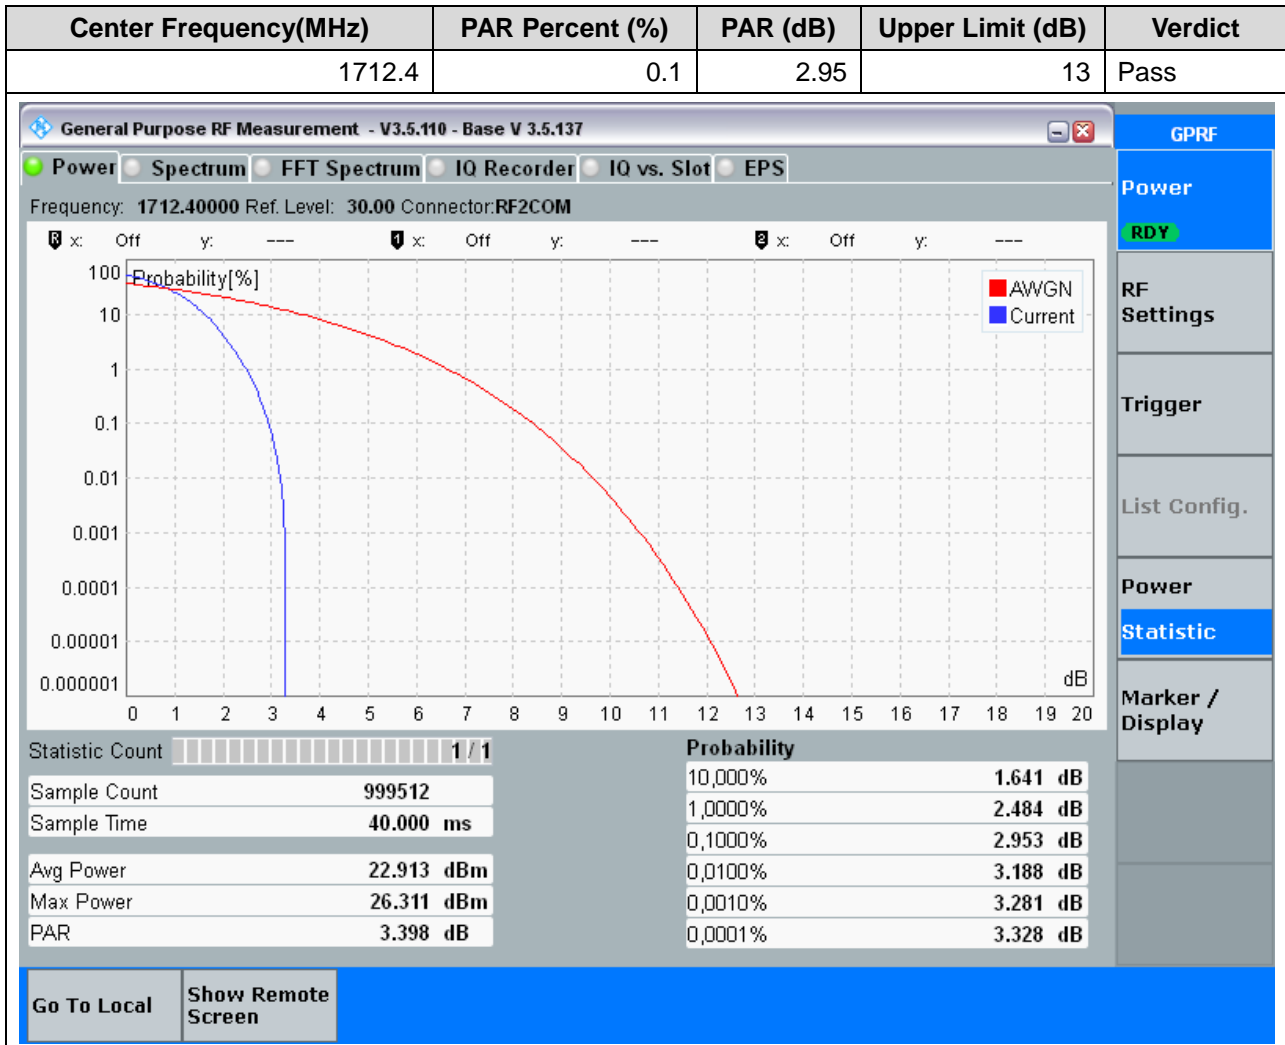 Center Frequency(MHz) PAR Percent (%) PAR (dB) Upper Limit (dB) Verdict
1712.4 0.1 2.95 13 Pass
General Purpose RF Measurement - V3.5.110 - Base V 3.5.137
GPRF
Power Spectrum FFT Spectrum IQ Recorder IQ vs. Slot EPS
Frequency: 1712.40000 Ref. Level: 30.00 Connector:RF2COM
R x: Off y: --- 1 x: Off y: --- 2 x: Off y: ---
Probability[%]
AWGN
Current
100
10
1
0.1
0.01
0.001
0.0001
0.00001
0.000001
dB
0 1 2 3 4 5 6 7 8 9 10 11 12 13 14 15 16 17 18 19 20
Statistic Count 1 / 1
Sample Count 999512
Sample Time 40.000 ms
Avg Power 22.913 dBm
Max Power 26.311 dBm
PAR 3.398 dB
Probability
10,000% 1.641 dB
1,0000% 2.484 dB
0,1000% 2.953 dB
0,0100% 3.188 dB
0,0010% 3.281 dB
0,0001% 3.328 dB
Power
RDY
RF
Settings
Trigger
List Config.
Power
Statistic
Marker /
Display
Go To Local
Show Remote
Screen